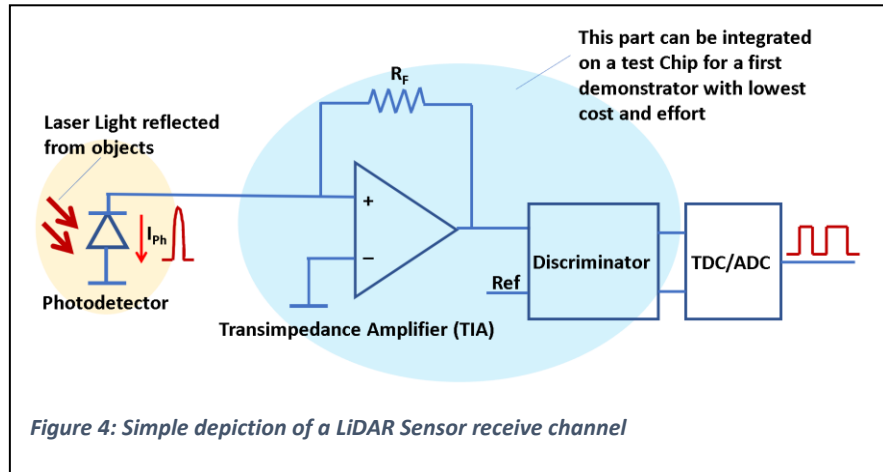 This part can be integrated
on a test Chip for a first
demonstrator with lowest
cost and effort
R_F
Laser Light reflected
from objects
+
I_Ph
−
Discriminator
TDC/ADC
Ref
Photodetector
Transimpedance Amplifier (TIA)
Figure 4: Simple depiction of a LiDAR Sensor receive channel